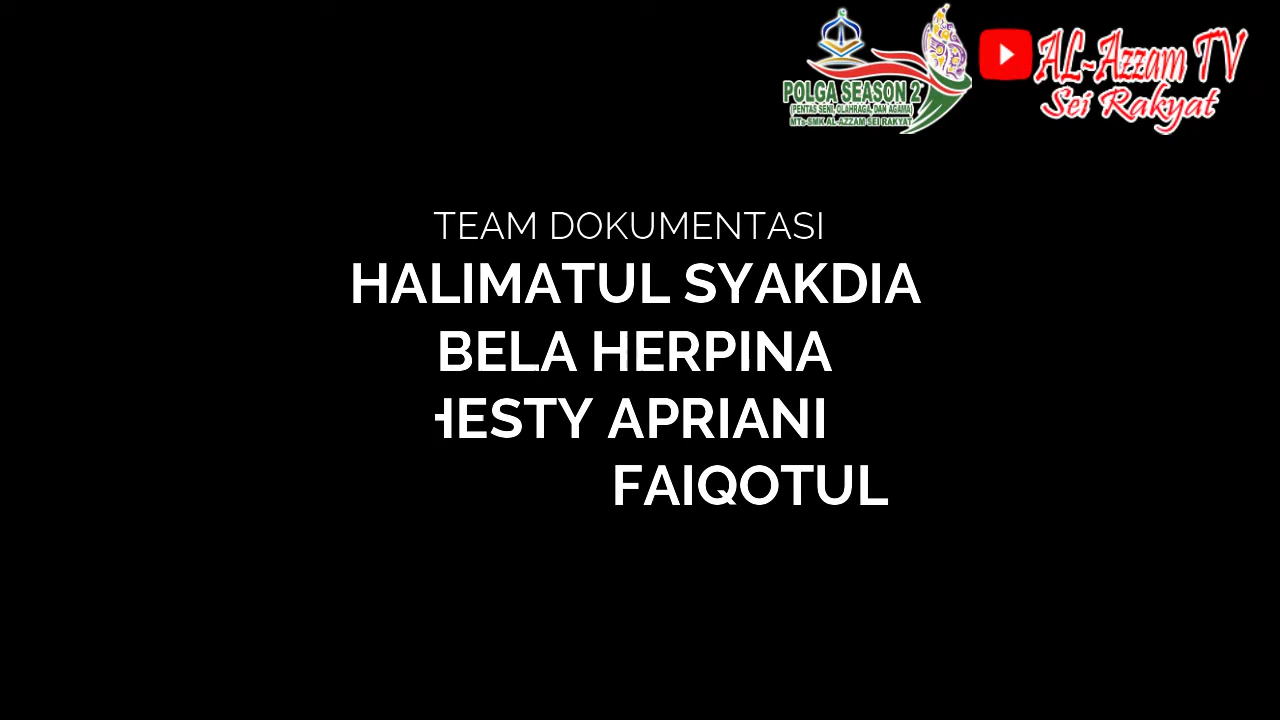 POLGA SEASON 2
(PENTAS SENI, OLAHRAGA, DAN AGAMA)
MTs-SMK AL-AZZAM SEI RAKYAT
AL-Azzam TV
Sei Rakyat
TEAM DOKUMENTASI
HALIMATUL SYAKDIA
BELA HERPINA
HESTY APRIANI
FAIQOTUL